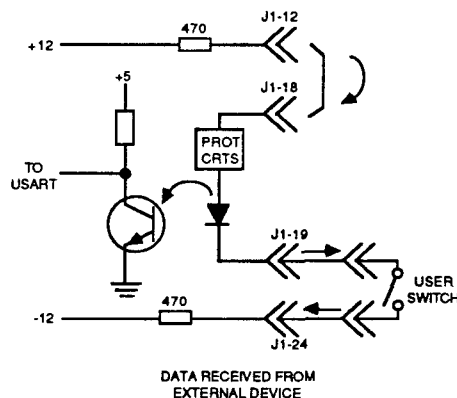 470
J1-12
+12
+5
J1-18
PROT
CRTS
TO
USART
J1-19
USER
SWITCH
470
-12
J1-24
DATA RECEIVED FROM
EXTERNAL DEVICE